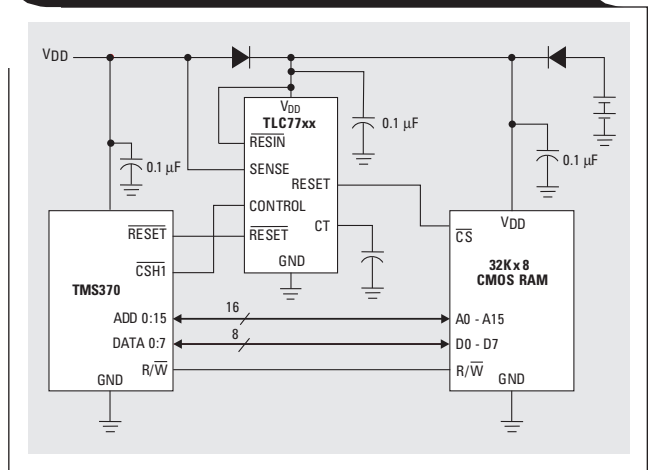 VDD
VDD
TLC77xx
0.1 µF
RESIN
0.1 µF
SENSE
0.1 µF
RESET
CONTROL
VDD
RESET
RESET
CT
CS
CSH1
GND
32K x 8
CMOS RAM
TMS370
16
ADD 0:15
A0 - A15
8
DATA 0:7
D0 - D7
R/W
R/W
GND
GND